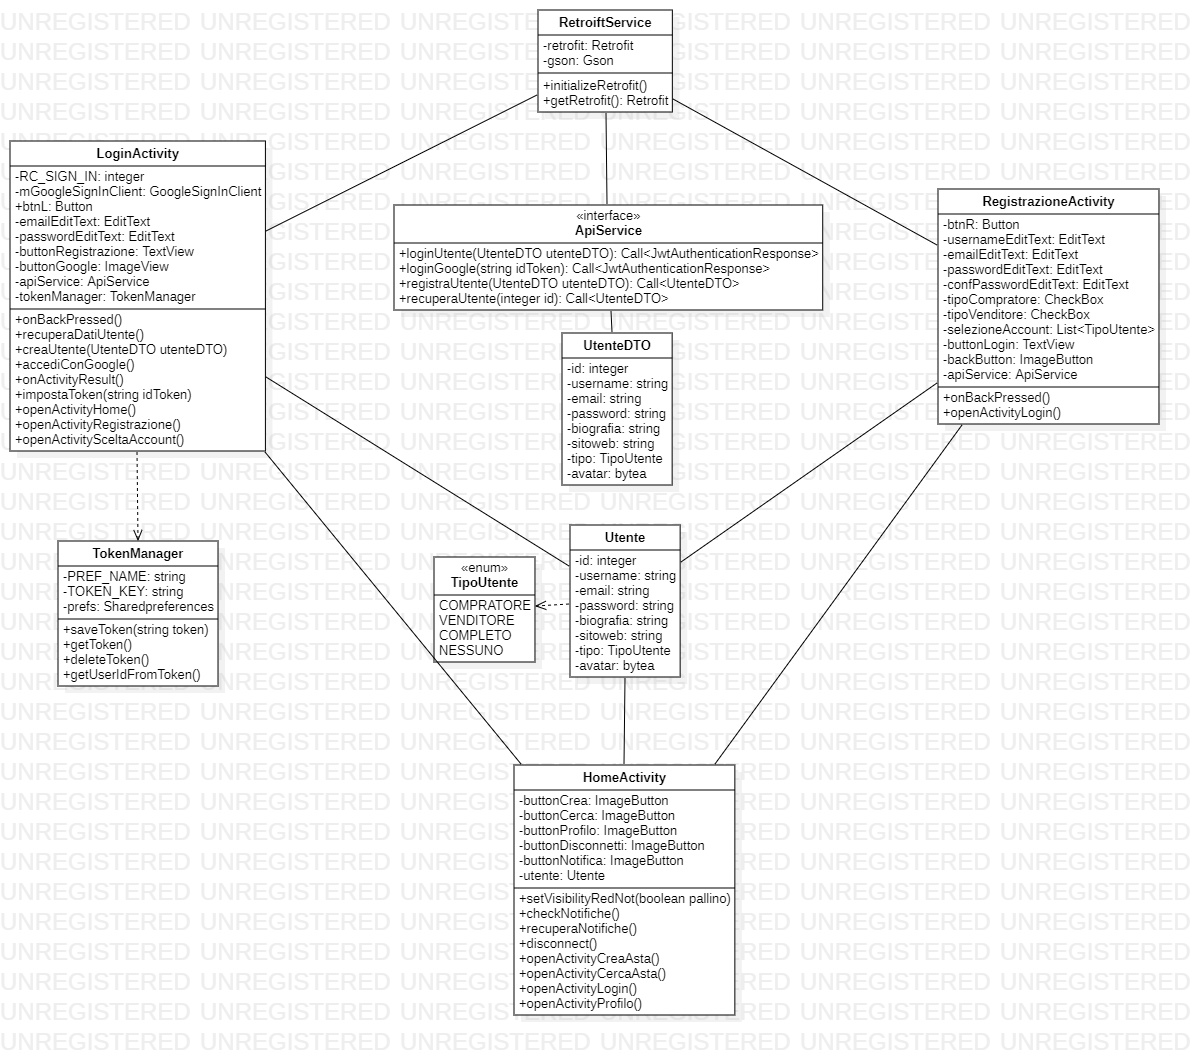 RetroiftService
-retrofit: Retrofit
-gson: Gson
+initializeRetrofit()
+getRetrofit(): Retrofit
LoginActivity
-RC_SIGN_IN: integer
-mGoogleSignInClient: GoogleSignInClient
+btnL: Button
-emailEditText: EditText
-passwordEditText: EditText
-buttonRegistrazione: TextView
-buttonGoogle: ImageView
-apiService: ApiService
-tokenManager: TokenManager
+onBackPressed()
+recuperaDatiUtente()
+creaUtente(UtenteDTO utenteDTO)
+accediConGoogle()
+onActivityResult()
+impostaToken(string idToken)
+openActivityHome()
+openActivityRegistrazione()
+openActivitySceltaAccount()
«interface»
ApiService
+loginUtente(UtenteDTO utenteDTO): Call<JwtAuthenticationResponse>
+loginGoogle(string idToken): Call<JwtAuthenticationResponse>
+registraUtente(UtenteDTO utenteDTO): Call<UtenteDTO>
+recuperaUtente(integer id): Call<UtenteDTO>
RegistrazioneActivity
-btnR: Button
-usernameEditText: EditText
-emailEditText: EditText
-passwordEditText: EditText
-confPasswordEditText: EditText
-tipoCompratore: CheckBox
-tipoVenditore: CheckBox
-selezioneAccount: List<TipoUtente>
-buttonLogin: TextView
-backButton: ImageButton
-apiService: ApiService
+onBackPressed()
+openActivityLogin()
UtenteDTO
-id: integer
-username: string
-email: string
-password: string
-biografia: string
-sitoweb: string
-tipo: TipoUtente
-avatar: bytea
TokenManager
-PREF_NAME: string
-TOKEN_KEY: string
-prefs: Sharedpreferences
+saveToken(string token)
+getToken()
+deleteToken()
+getUserIdFromToken()
«enum»
TipoUtente
COMPRATORE
VENDITORE
COMPLETO
NESSUNO
Utente
-id: integer
-username: string
-email: string
-password: string
-biografia: string
-sitoweb: string
-tipo: TipoUtente
-avatar: bytea
HomeActivity
-buttonCrea: ImageButton
-buttonCerca: ImageButton
-buttonProfilo: ImageButton
-buttonDisconnetti: ImageButton
-buttonNotifica: ImageButton
-utente: Utente
+setVisibilityRedNot(boolean pallino)
+checkNotifiche()
+recuperaNotifiche()
+disconnect()
+openActivityCreaAsta()
+openActivityCercaAsta()
+openActivityLogin()
+openActivityProfilo()
UNREGISTERED